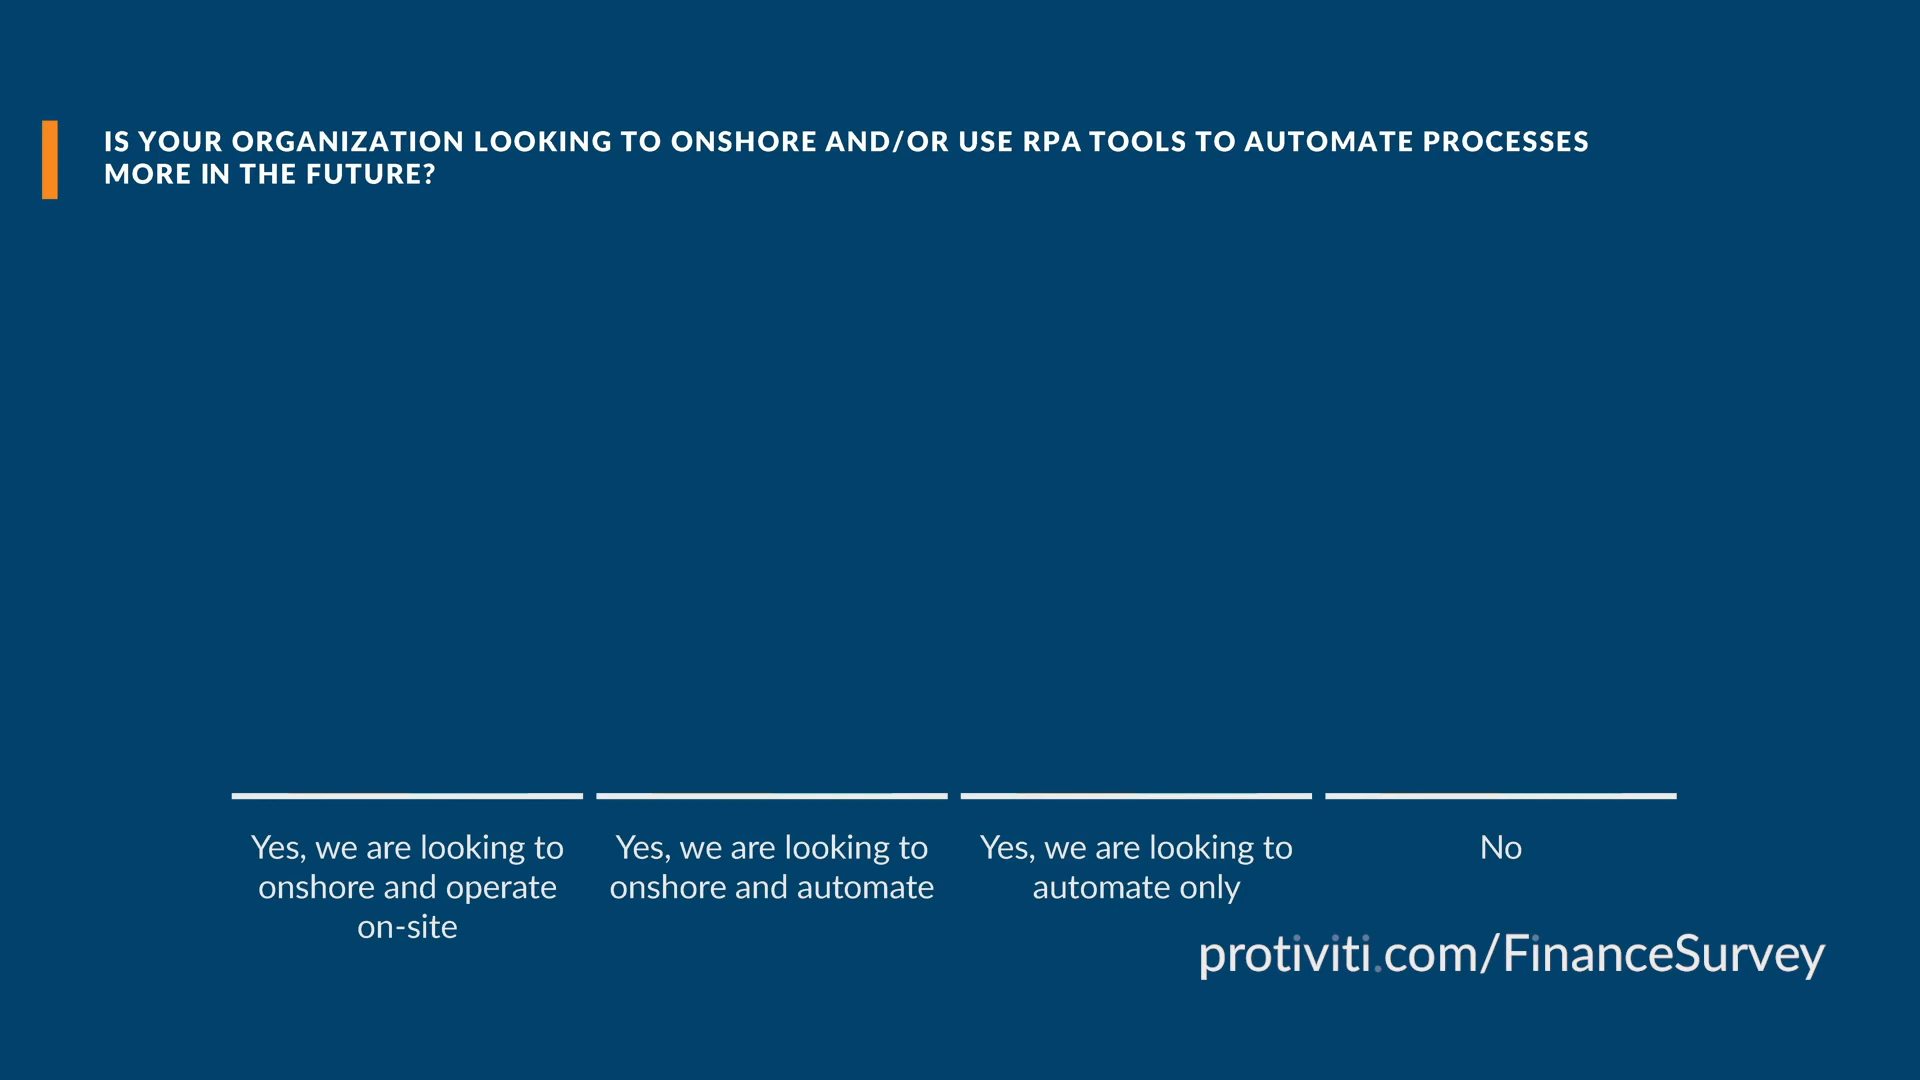 IS YOUR ORGANIZATION LOOKING TO ONSHORE AND/OR USE RPA TOOLS TO AUTOMATE PROCESSES
MORE IN THE FUTURE?
Yes, we are looking to
onshore and operate
on-site
Yes, we are looking to
onshore and automate
Yes, we are looking to
automate only
No
protiviti.com/FinanceSurvey